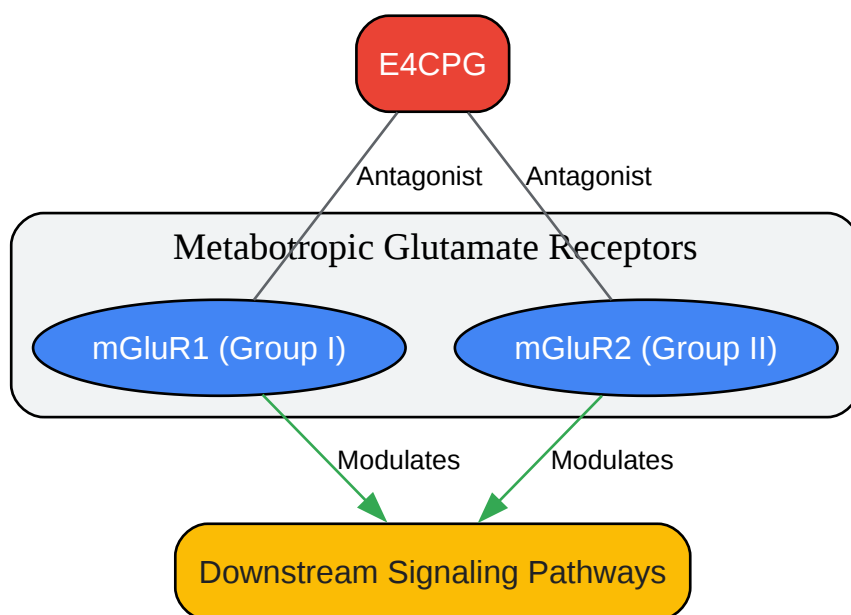 E4CPG
Antagonist Antagonist
Metabotropic Glutamate Receptors
mGluR1 (Group I) mGluR2 (Group II)
Modulates Modulates
Downstream Signaling Pathways